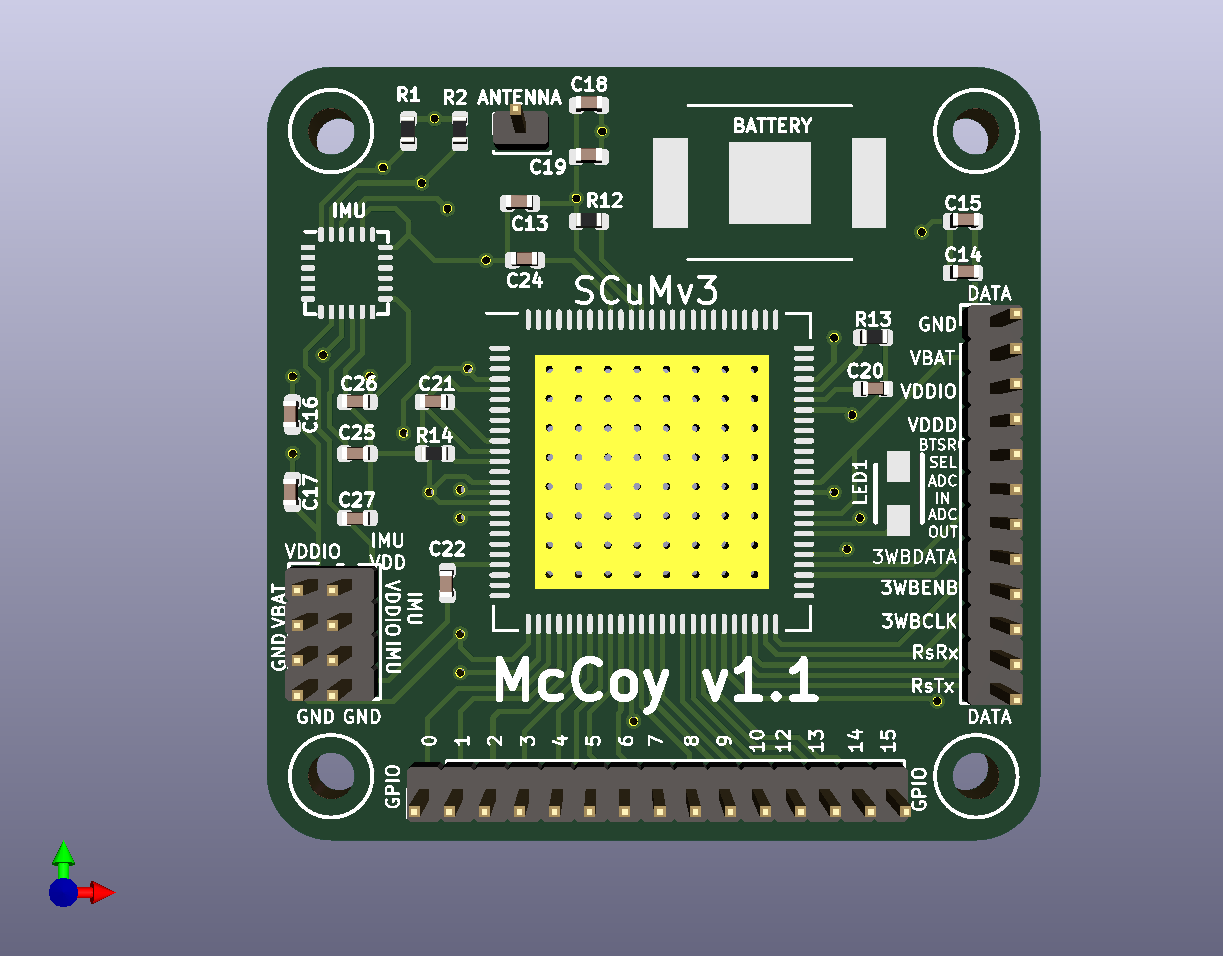 R1
R2
ANTENNA
C18
BATTERY
C19
IMU
R12
C13
C15
C24
C14
SCuMv3
DATA
GND
R13
VBAT
C20
VDDIO
C26
C21
C16
VDDD
C25
R14
BTSR
SEL
LED1
ADC
IN
C17
C27
ADC
OUT
VDDIO
IMU
VDD
C22
3WBDATA
3WBENB
VBAT
GND
VDDIO
IMU
IMU
3WBCLK
RsRx
McCoy v1.1
RsTx
GND
GND
DATA
0
1
2
3
4
5
6
7
8
9
10
12
13
14
15
GPIO
GPIO